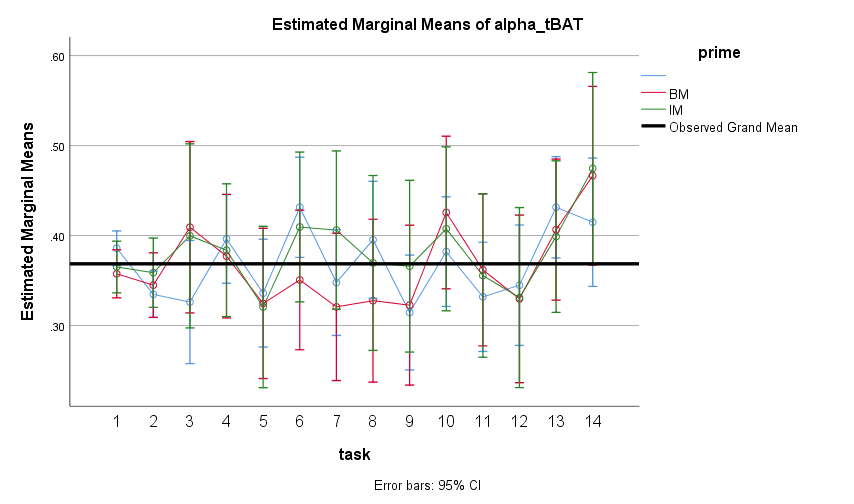 Estimated Marginal Means of alpha_tBAT
prime
BM
IM
Observed Grand Mean
Estimated Marginal Means
.60
.50
.40
.30
1 2 3 4 5 6 7 8 9 10 11 12 13 14
task
Error bars: 95% CI